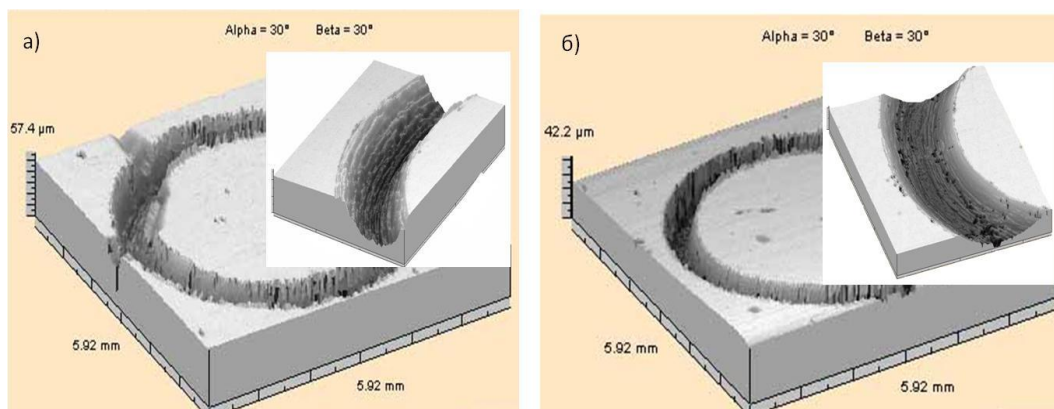 а)
Alpha = 30° Beta = 30°
57.4 µm
5.92 mm
5.92 mm
б)
Alpha = 30° Beta = 30°
42.2 µm
5.92 mm
5.92 mm